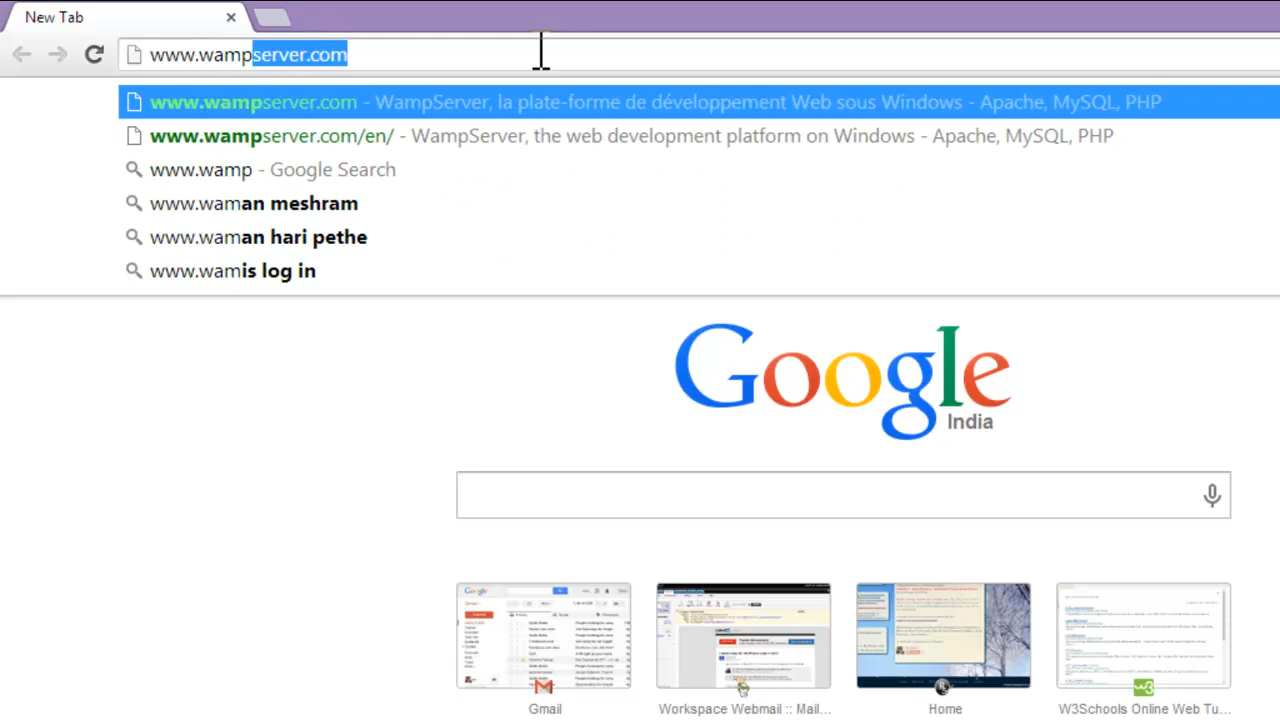 New Tab
www.wampserver.com
www.wampserver.com - WampServer, la plate-forme de développement Web sous Windows - Apache, MySQL, PHP
www.wampserver.com/en/ - WampServer, the web development platform on Windows - Apache, MySQL, PHP
www.wamp - Google Search
www.waman meshram
www.waman hari pethe
www.wamis log in
Google
India
Gmail
Workspace Webmail :: Mail...
Home
W3Schools Online Web Tu...